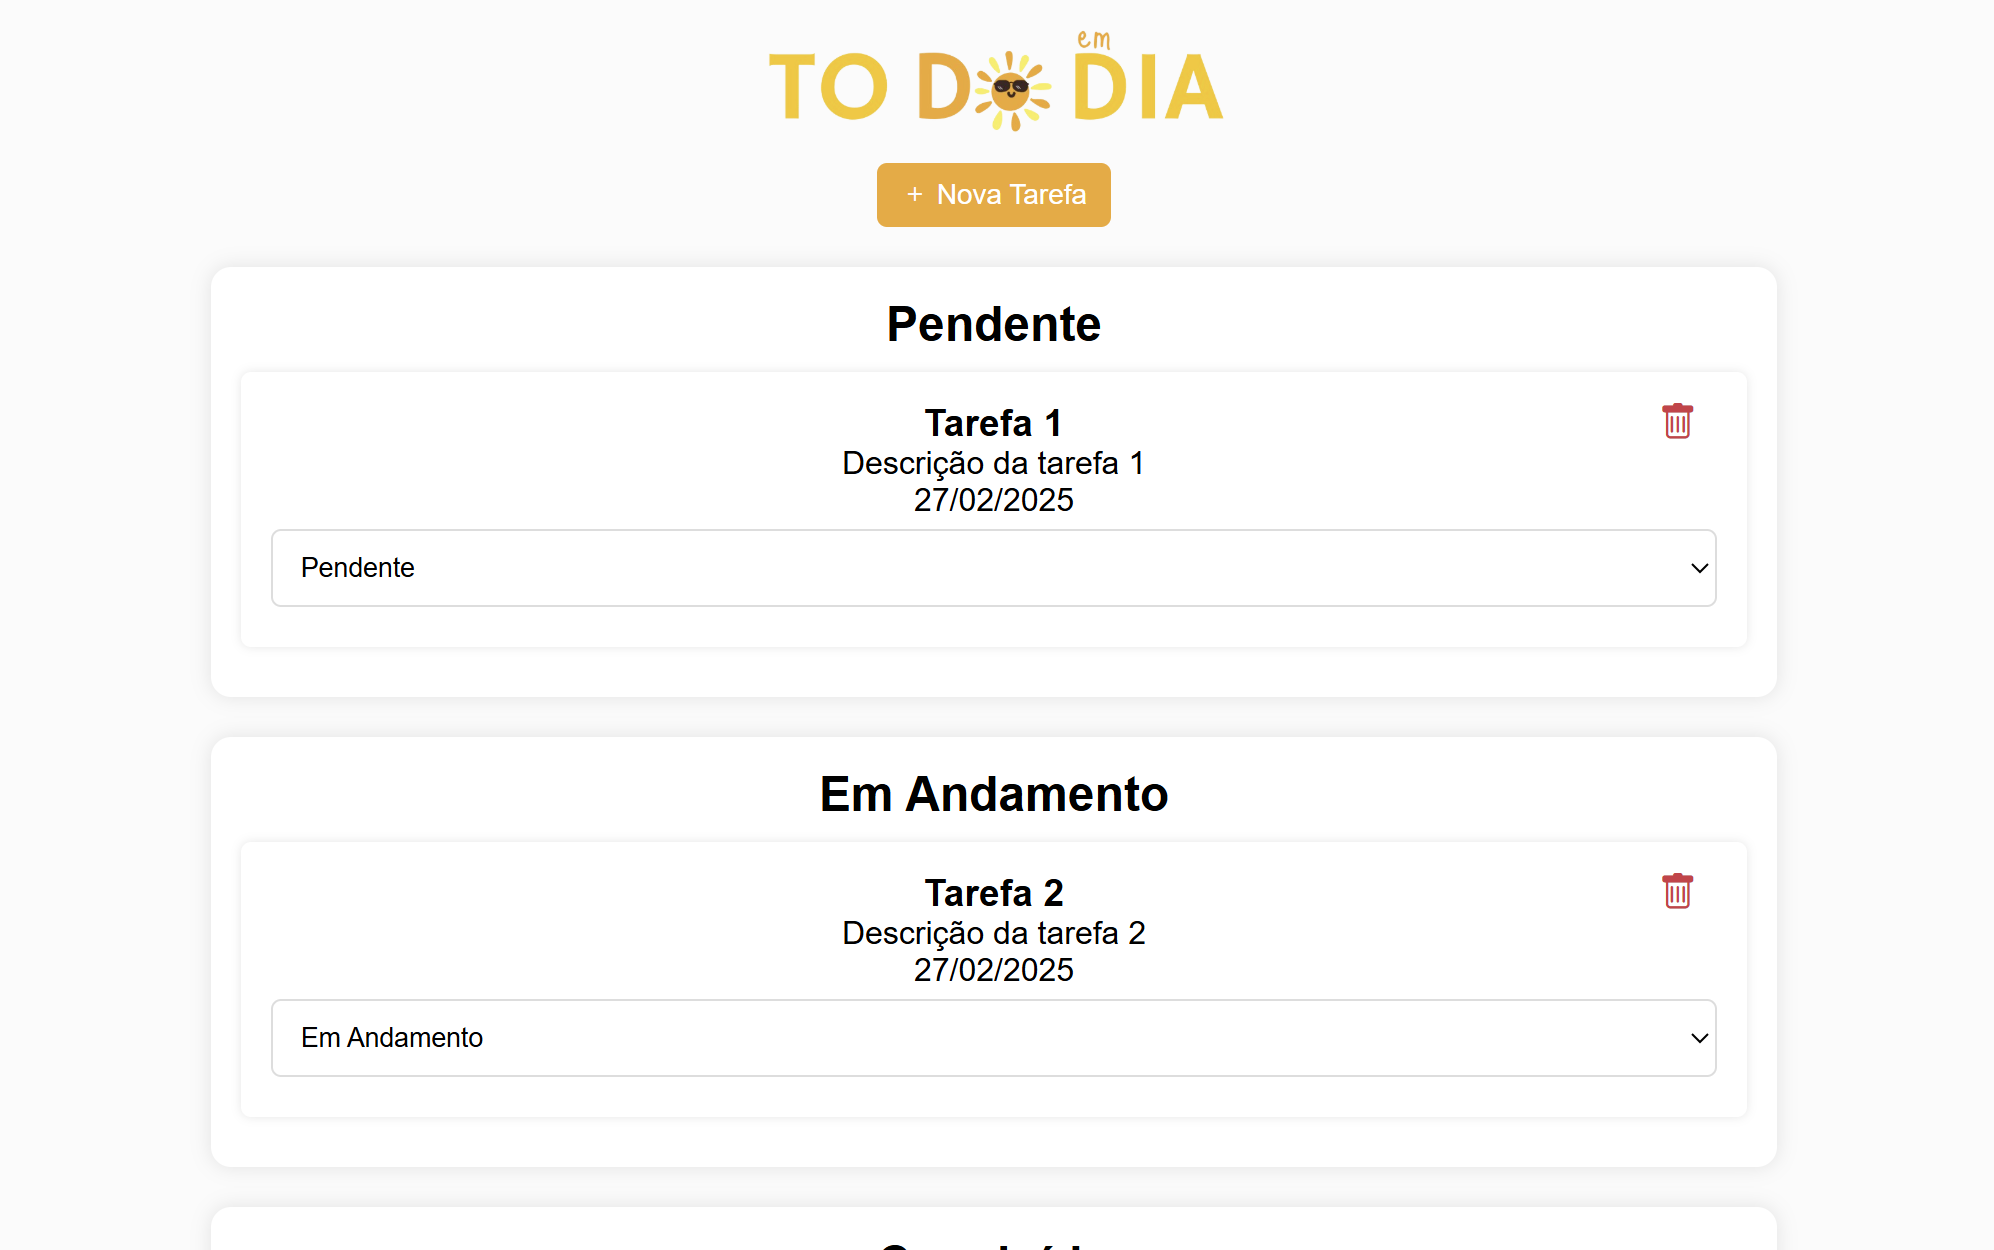 em
TO DO DIA
+ Nova Tarefa
Pendente
Tarefa 1
Descrição da tarefa 1
27/02/2025
Pendente
Em Andamento
Tarefa 2
Descrição da tarefa 2
27/02/2025
Em Andamento